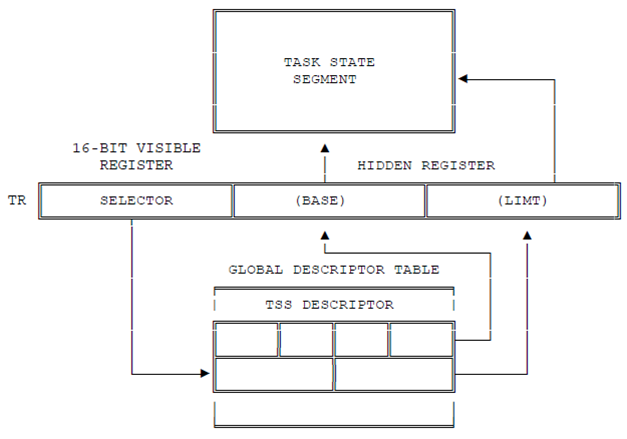 TASK STATE
SEGMENT
16-BIT VISIBLE
REGISTER
HIDDEN REGISTER
TR
SELECTOR
(BASE)
(LIMT)
GLOBAL DESCRIPTOR TABLE
TSS DESCRIPTOR